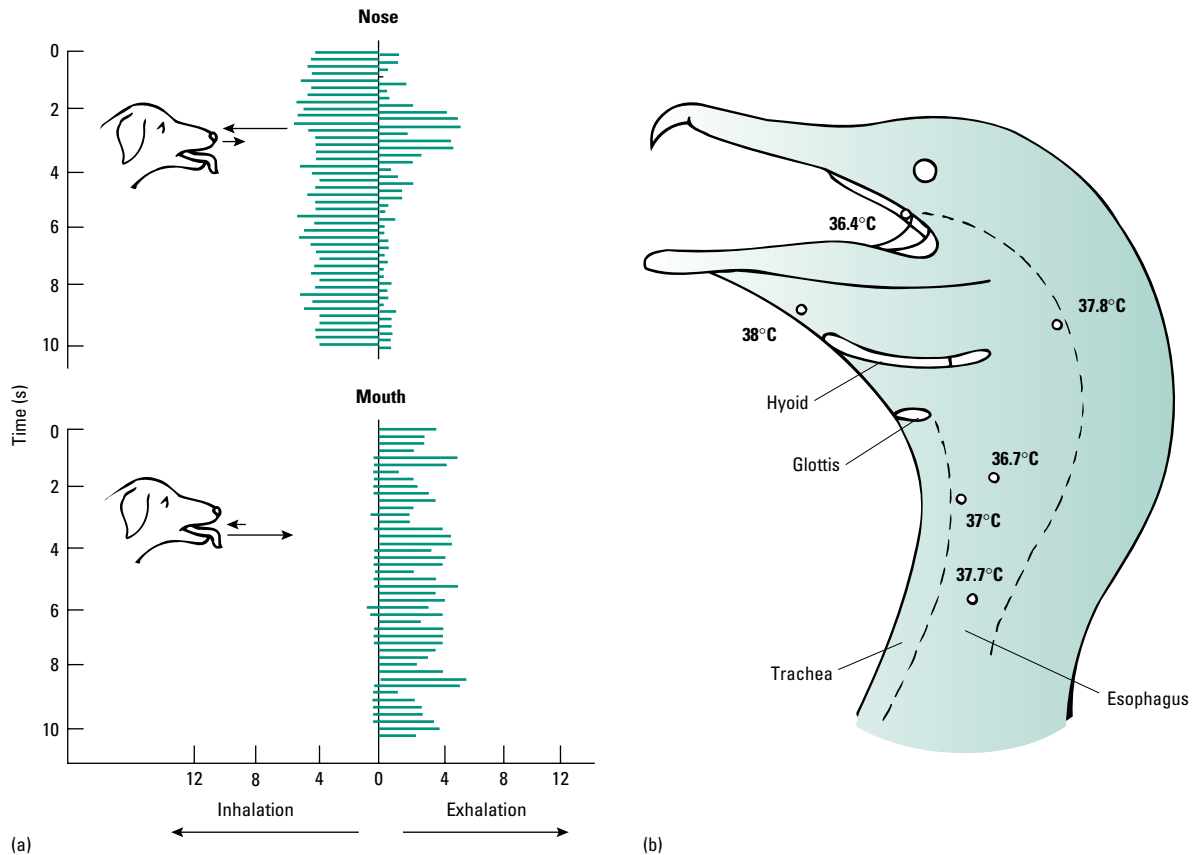 Nose
0
2
4
6
8
10
Time (s)
Mouth
0
2
4
6
8
10
12 8 4 0 4 8 12
Inhalation Exhalation
(a)
36.4°C
37.8°C
38°C
Hyoid
Glottis
36.7°C
37°C
37.7°C
Trachea
Esophagus
(b)